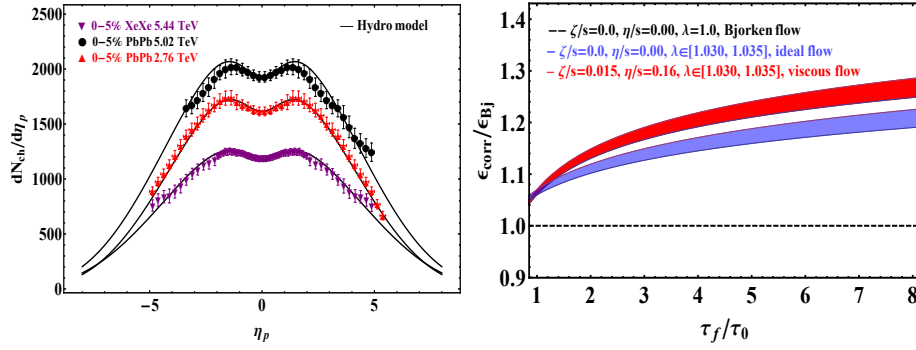 0-5% XeXe 5.44 TeV
0-5% PbPb 5.02 TeV
0-5% PbPb 2.76 TeV
Hydro model
2000
1500
1000
500
0
dN_ch/dη_p
−5
0
5
η_p
-- ζ/s=0.0, η/s=0.00, λ=1.0, Bjorken flow
– ζ/s=0.0, η/s=0.00, λ∈[1.030, 1.035], ideal flow
– ζ/s=0.015, η/s=0.16, λ∈[1.030, 1.035], viscous flow
1.4
1.3
1.2
1.1
1.0
0.9
ϵ_corr/ϵ_Bj
1 2 3 4 5 6 7 8
τ_f/τ_0